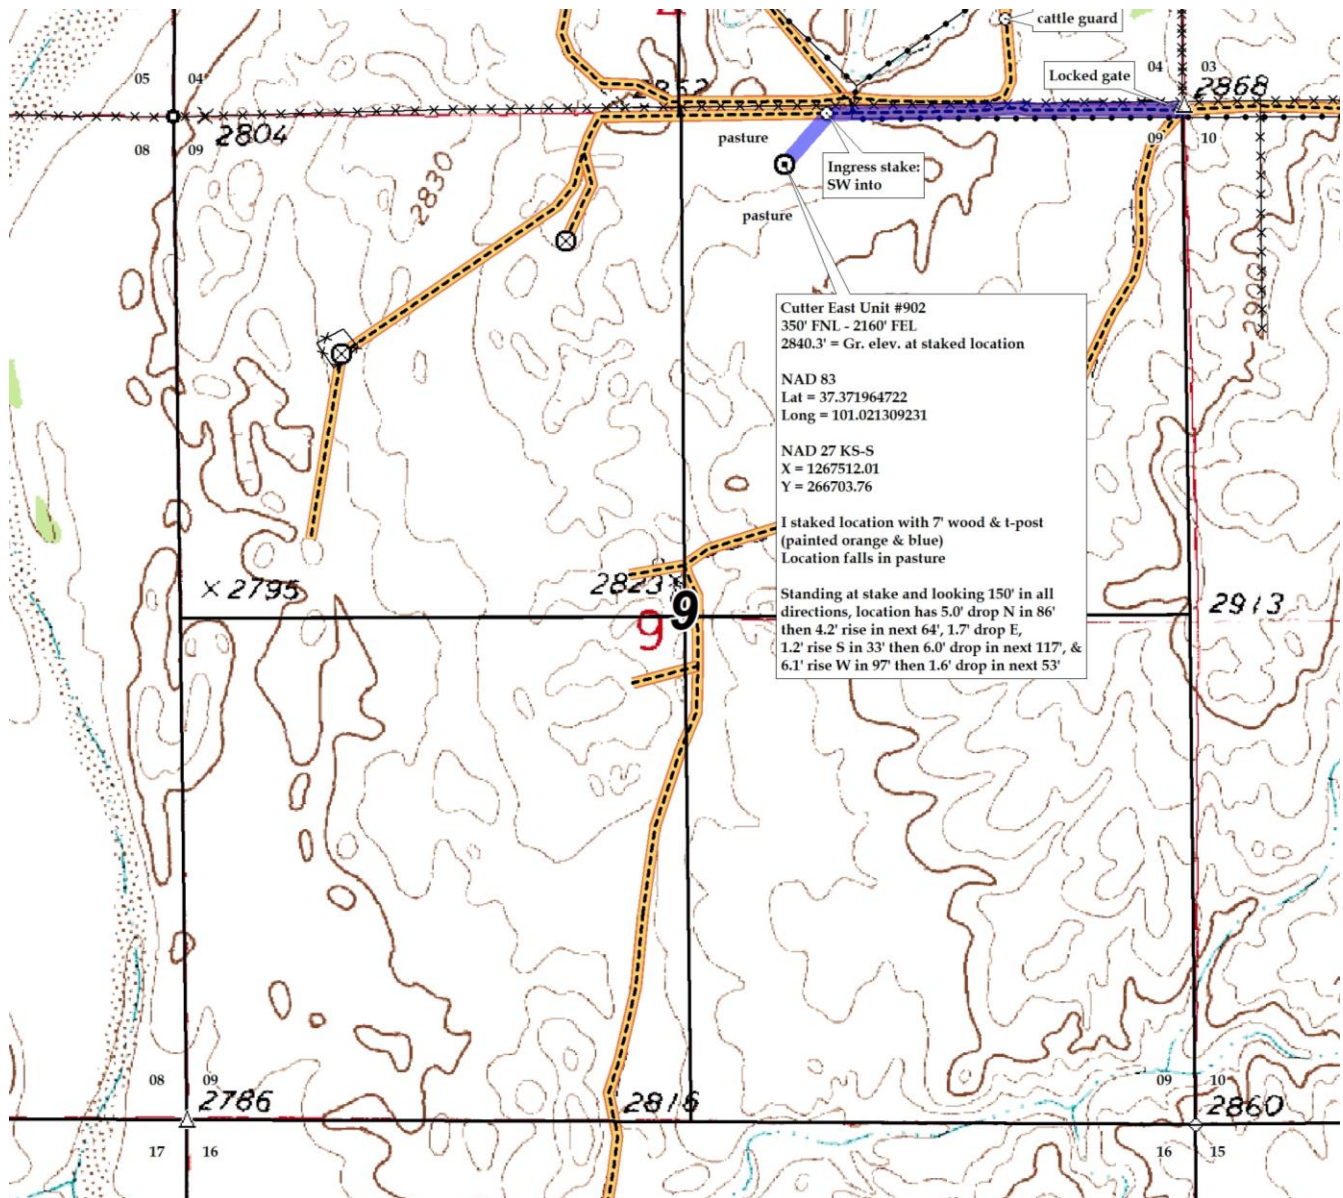 cattle guard
05 04
04 03
Locked gate
2868
2804
08 09
09 10
pasture
2830
Ingress stake:
SW into
pasture
Cutter East Unit #902
350' FNL - 2160' FEL
2840.3' = Gr. elev. at staked location
NAD 83
Lat = 37.371964722
Long = 101.021309231
NAD 27 KS-S
X = 1267512.01
Y = 266703.76
I staked location with 7' wood & t-post
(painted orange & blue)
Location falls in pasture
Standing at stake and looking 150' in all
directions, location has 5.0' drop N in 86'
then 4.2' rise in next 64', 1.7' drop E,
1.2' rise S in 33' then 6.0' drop in next 117', &
6.1' rise W in 97' then 1.6' drop in next 53'
× 2795
2823
2913
9 9
08 09
09 10
2786
2816
2860
17 16
16 15